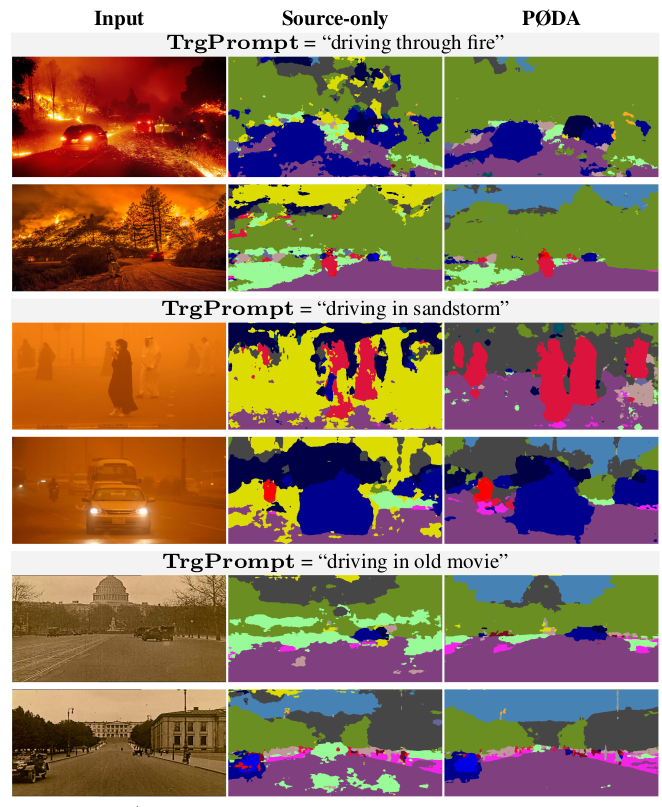 Input Source-only PØDA
TrgPrompt = “driving through fire”
TrgPrompt = “driving in sandstorm”
TrgPrompt = “driving in old movie”